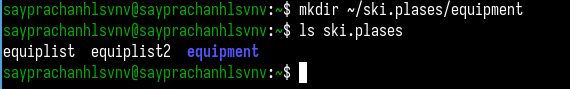 sayprachanhlsvnv@sayprachanhlsvnv:~$ mkdir ~/ski.plases/equipment
sayprachanhlsvnv@sayprachanhlsvnv:~$ ls ski.plases
equiplist  equiplist2  equipment
sayprachanhlsvnv@sayprachanhlsvnv:~$